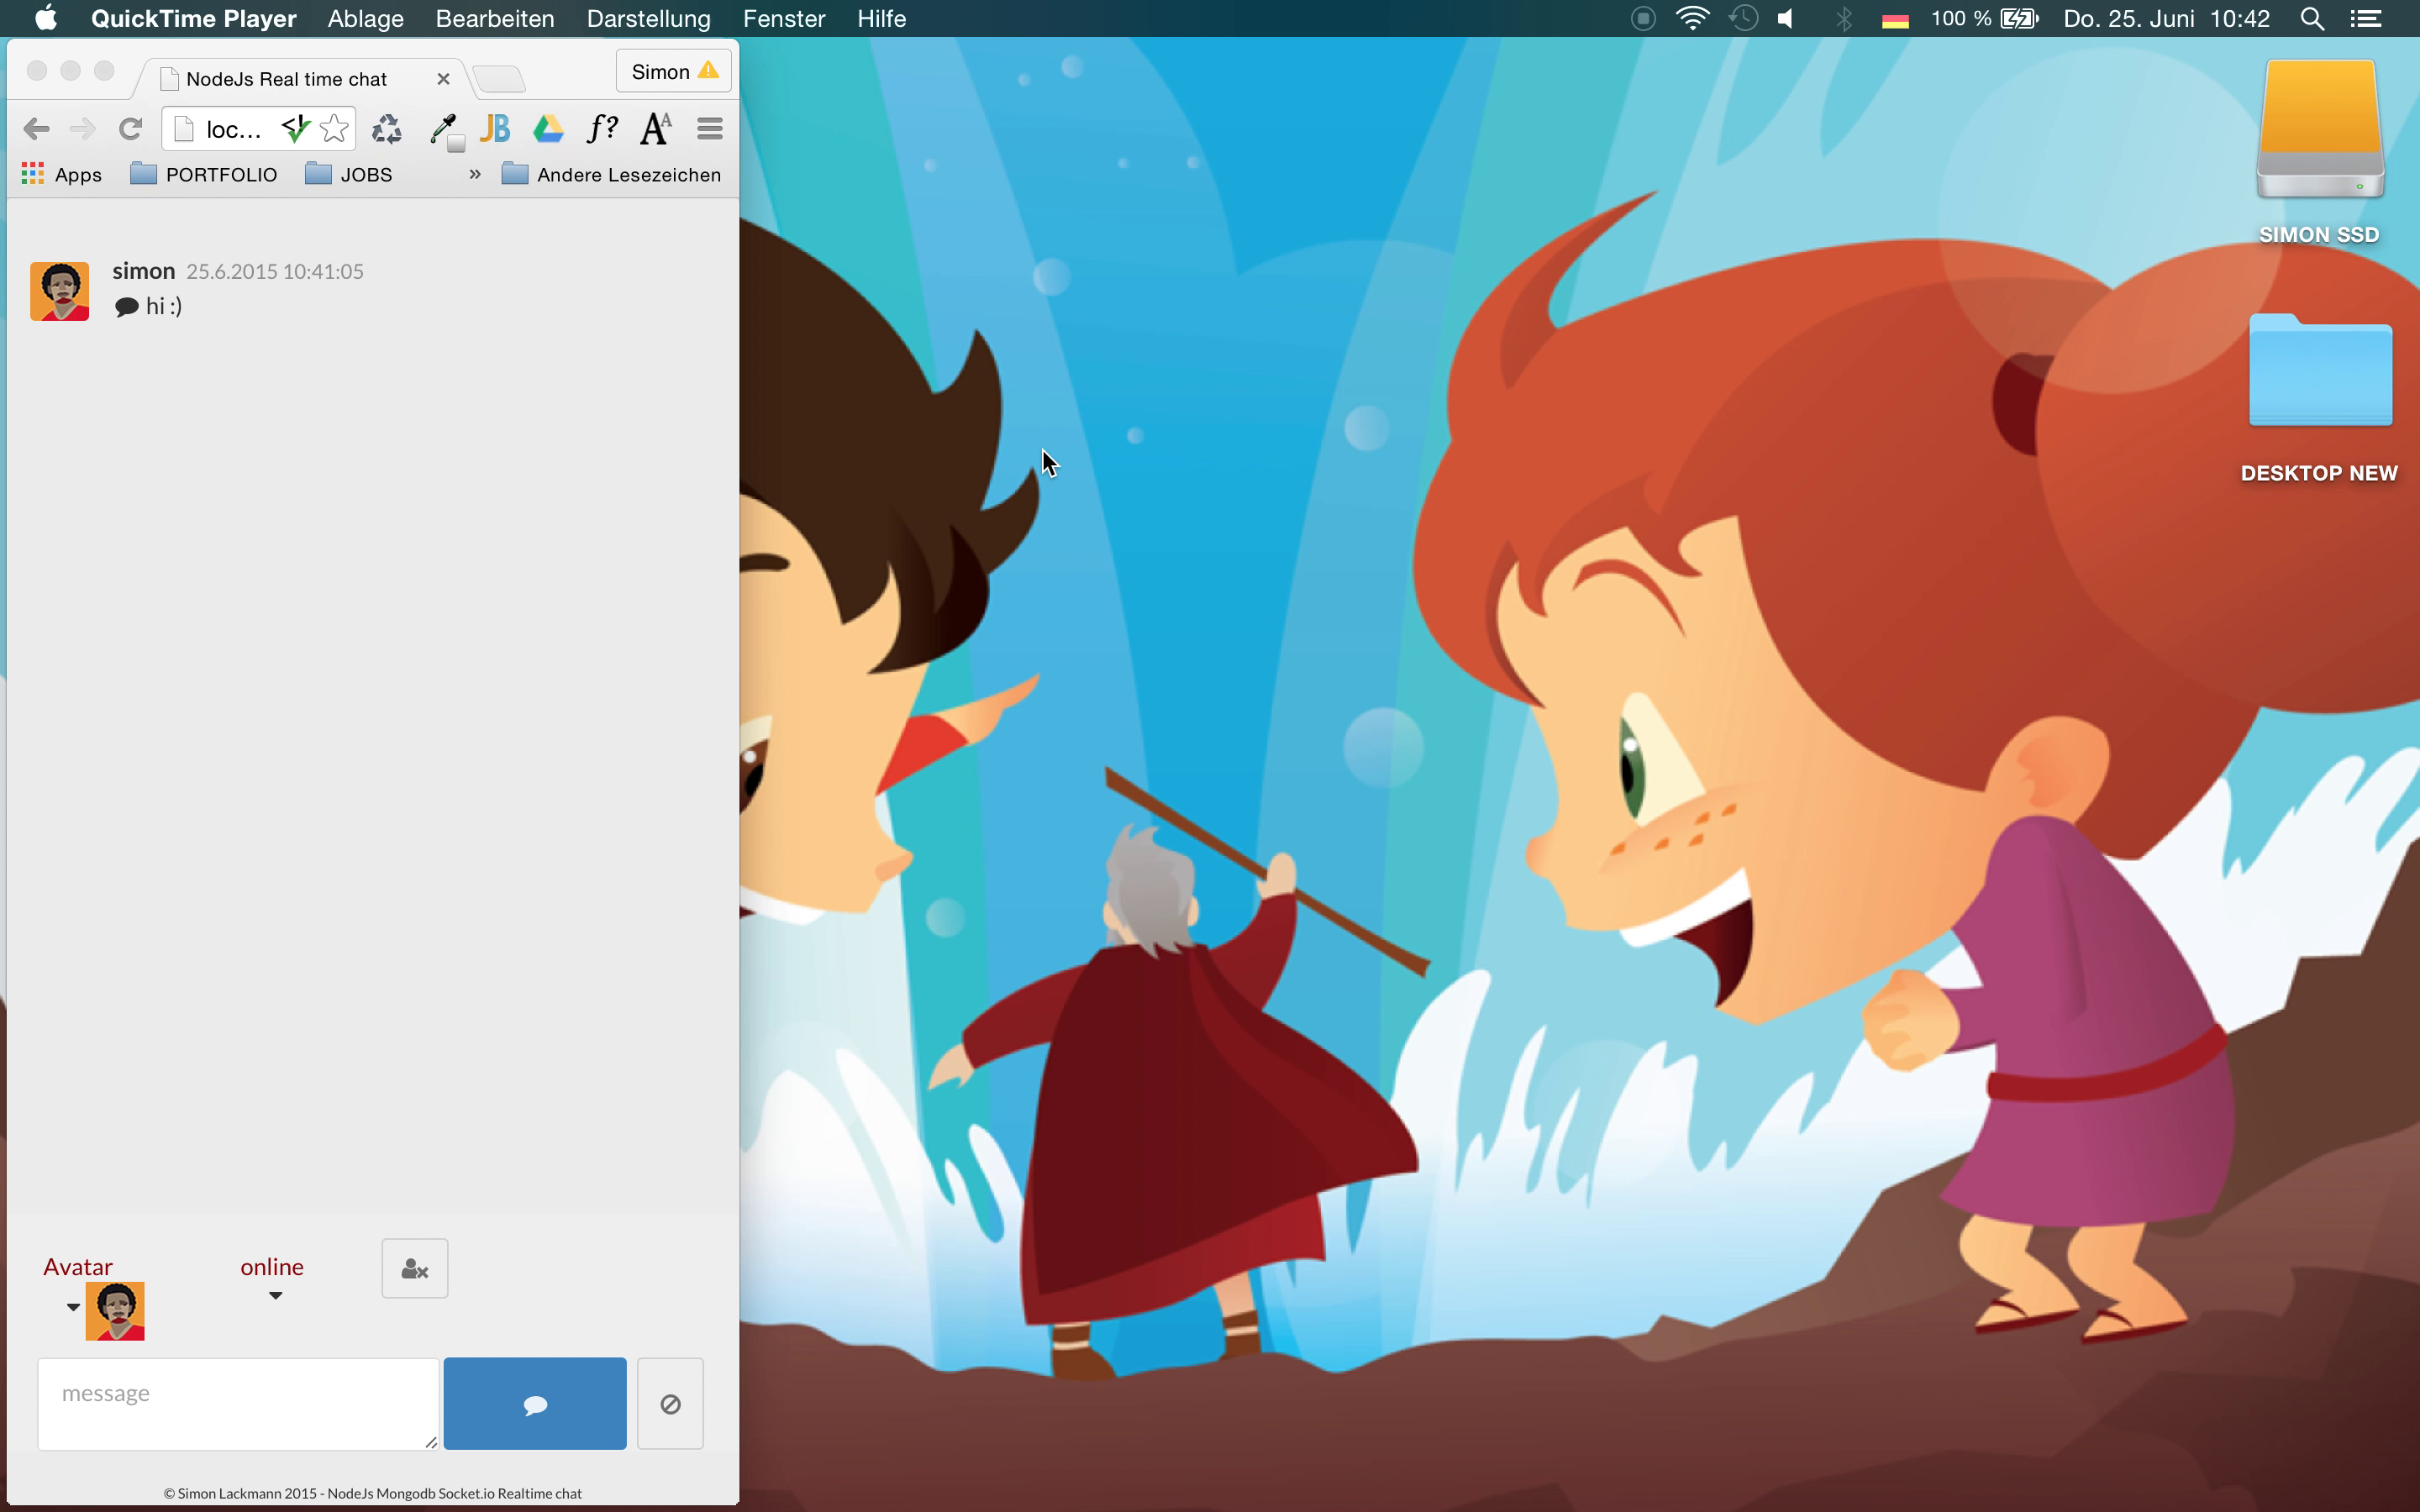 QuickTime Player Ablage Bearbeiten Darstellung Fenster Hilfe 100 % Do. 25. Juni 10:42
NodeJs Real time chat Simon
loc... JB f? AA
Apps PORTFOLIO JOBS » Andere Lesezeichen
simon 25.6.2015 10:41:05
hi :)
SIMON SSD
DESKTOP NEW
Avatar online
message
© Simon Lackmann 2015 - NodeJs Mongodb Socket.io Realtime chat